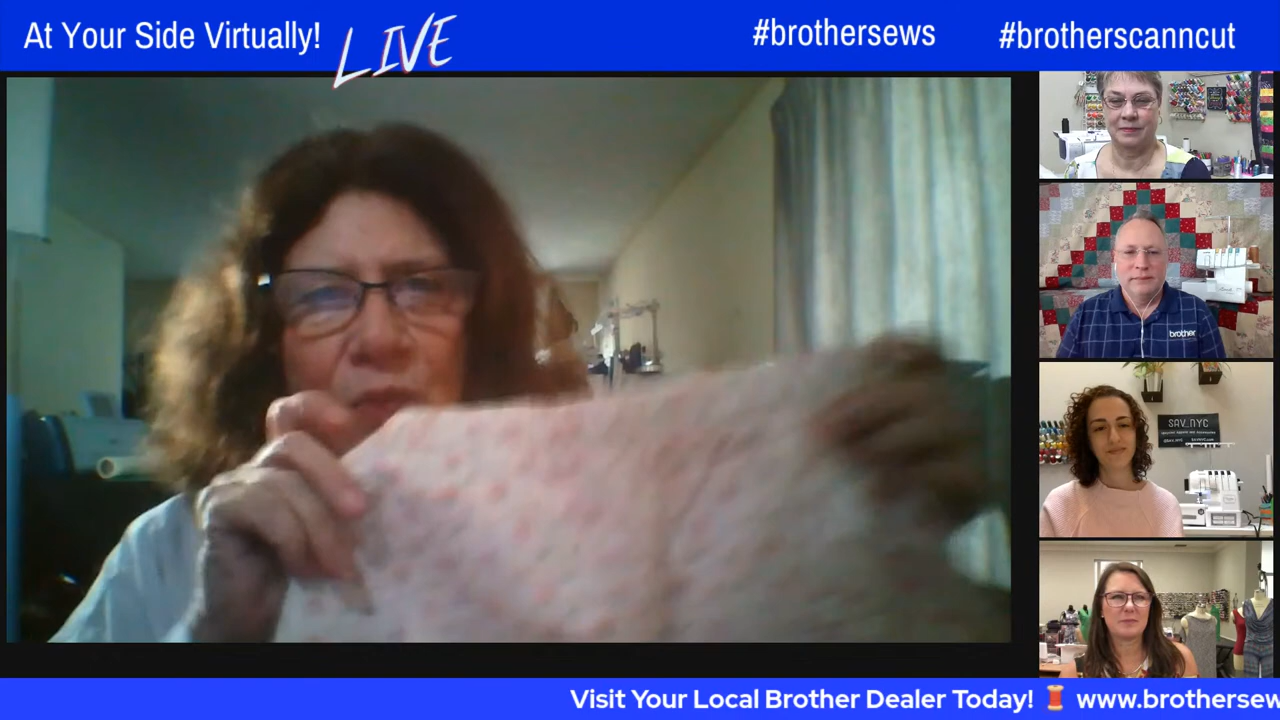 At Your Side Virtually!
LIVE
#brothersews
#brotherscanncut
brother
SAV_NYC
Visit Your Local Brother Dealer Today! www.brothersew